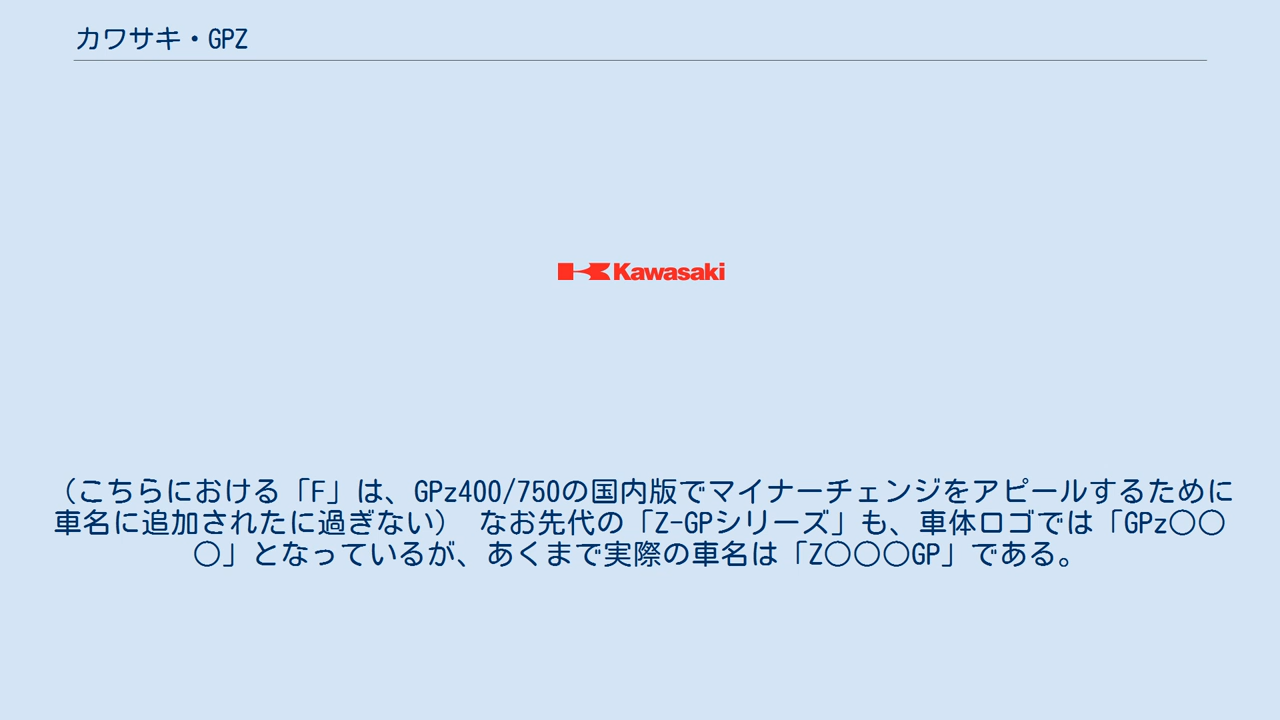 カワサキ・GPZ
Kawasaki
（こちらにおける「F」は、GPz400/750の国内版でマイナーチェンジをアピールするために
車名に追加されたに過ぎない） なお先代の「Z-GPシリーズ」も、車体ロゴでは「GPz○○
○」となっているが、あくまで実際の車名は「Z○○○GP」である。